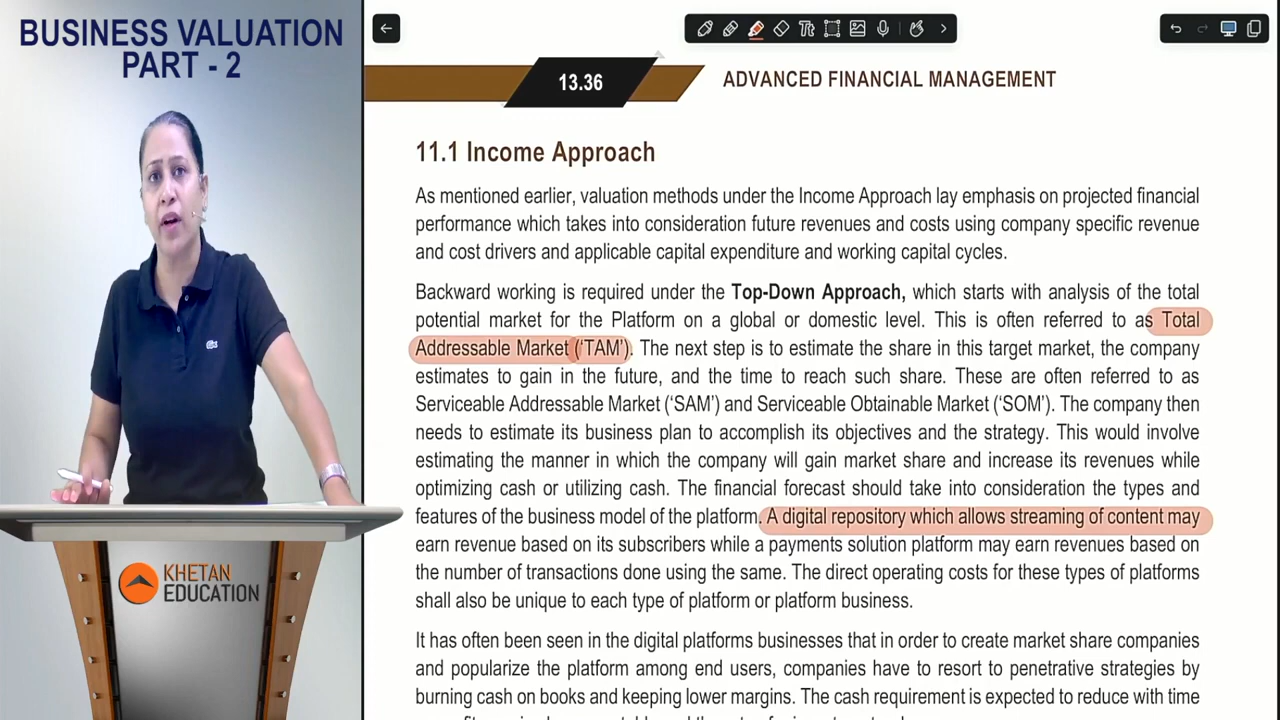 BUSINESS VALUATION
PART - 2
13.36
ADVANCED FINANCIAL MANAGEMENT
11.1 Income Approach
As mentioned earlier, valuation methods under the Income Approach lay emphasis on projected financial
performance which takes into consideration future revenues and costs using company specific revenue
and cost drivers and applicable capital expenditure and working capital cycles.
Backward working is required under the Top-Down Approach, which starts with analysis of the total
potential market for the Platform on a global or domestic level. This is often referred to as Total
Addressable Market (‘TAM’). The next step is to estimate the share in this target market, the company
estimates to gain in the future, and the time to reach such share. These are often referred to as
Serviceable Addressable Market (‘SAM’) and Serviceable Obtainable Market (‘SOM’). The company then
needs to estimate its business plan to accomplish its objectives and the strategy. This would involve
estimating the manner in which the company will gain market share and increase its revenues while
optimizing cash or utilizing cash. The financial forecast should take into consideration the types and
features of the business model of the platform. A digital repository which allows streaming of content may
earn revenue based on its subscribers while a payments solution platform may earn revenues based on
the number of transactions done using the same. The direct operating costs for these types of platforms
shall also be unique to each type of platform or platform business.
It has often been seen in the digital platforms businesses that in order to create market share companies
and popularize the platform among end users, companies have to resort to penetrative strategies by
burning cash on books and keeping lower margins. The cash requirement is expected to reduce with time
KHETAN
EDUCATION